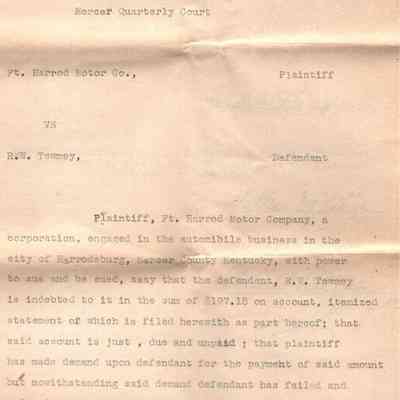 Mercer Quarterly Court
Ft. Harrod Motor Co., Plaintiff
VS
R.W. Towmey, Defendant
Plaintiff, Ft. Harrod Motor Company, a
corporation, engaged in the automobile business in the
city of Harrodsburg, Mercer County Kentucky, with power
to sue and be sued, say that the defendant, R.W. Towmey
is indebted to it in the sum of $197.18 on account, itemized
statement of which is filed herewith as part hereof; that
said account is just , due and unpaid ; that plaintiff
has made demand upon defendant for the payment of said amount
but nowithstanding said demand defendant has failed and